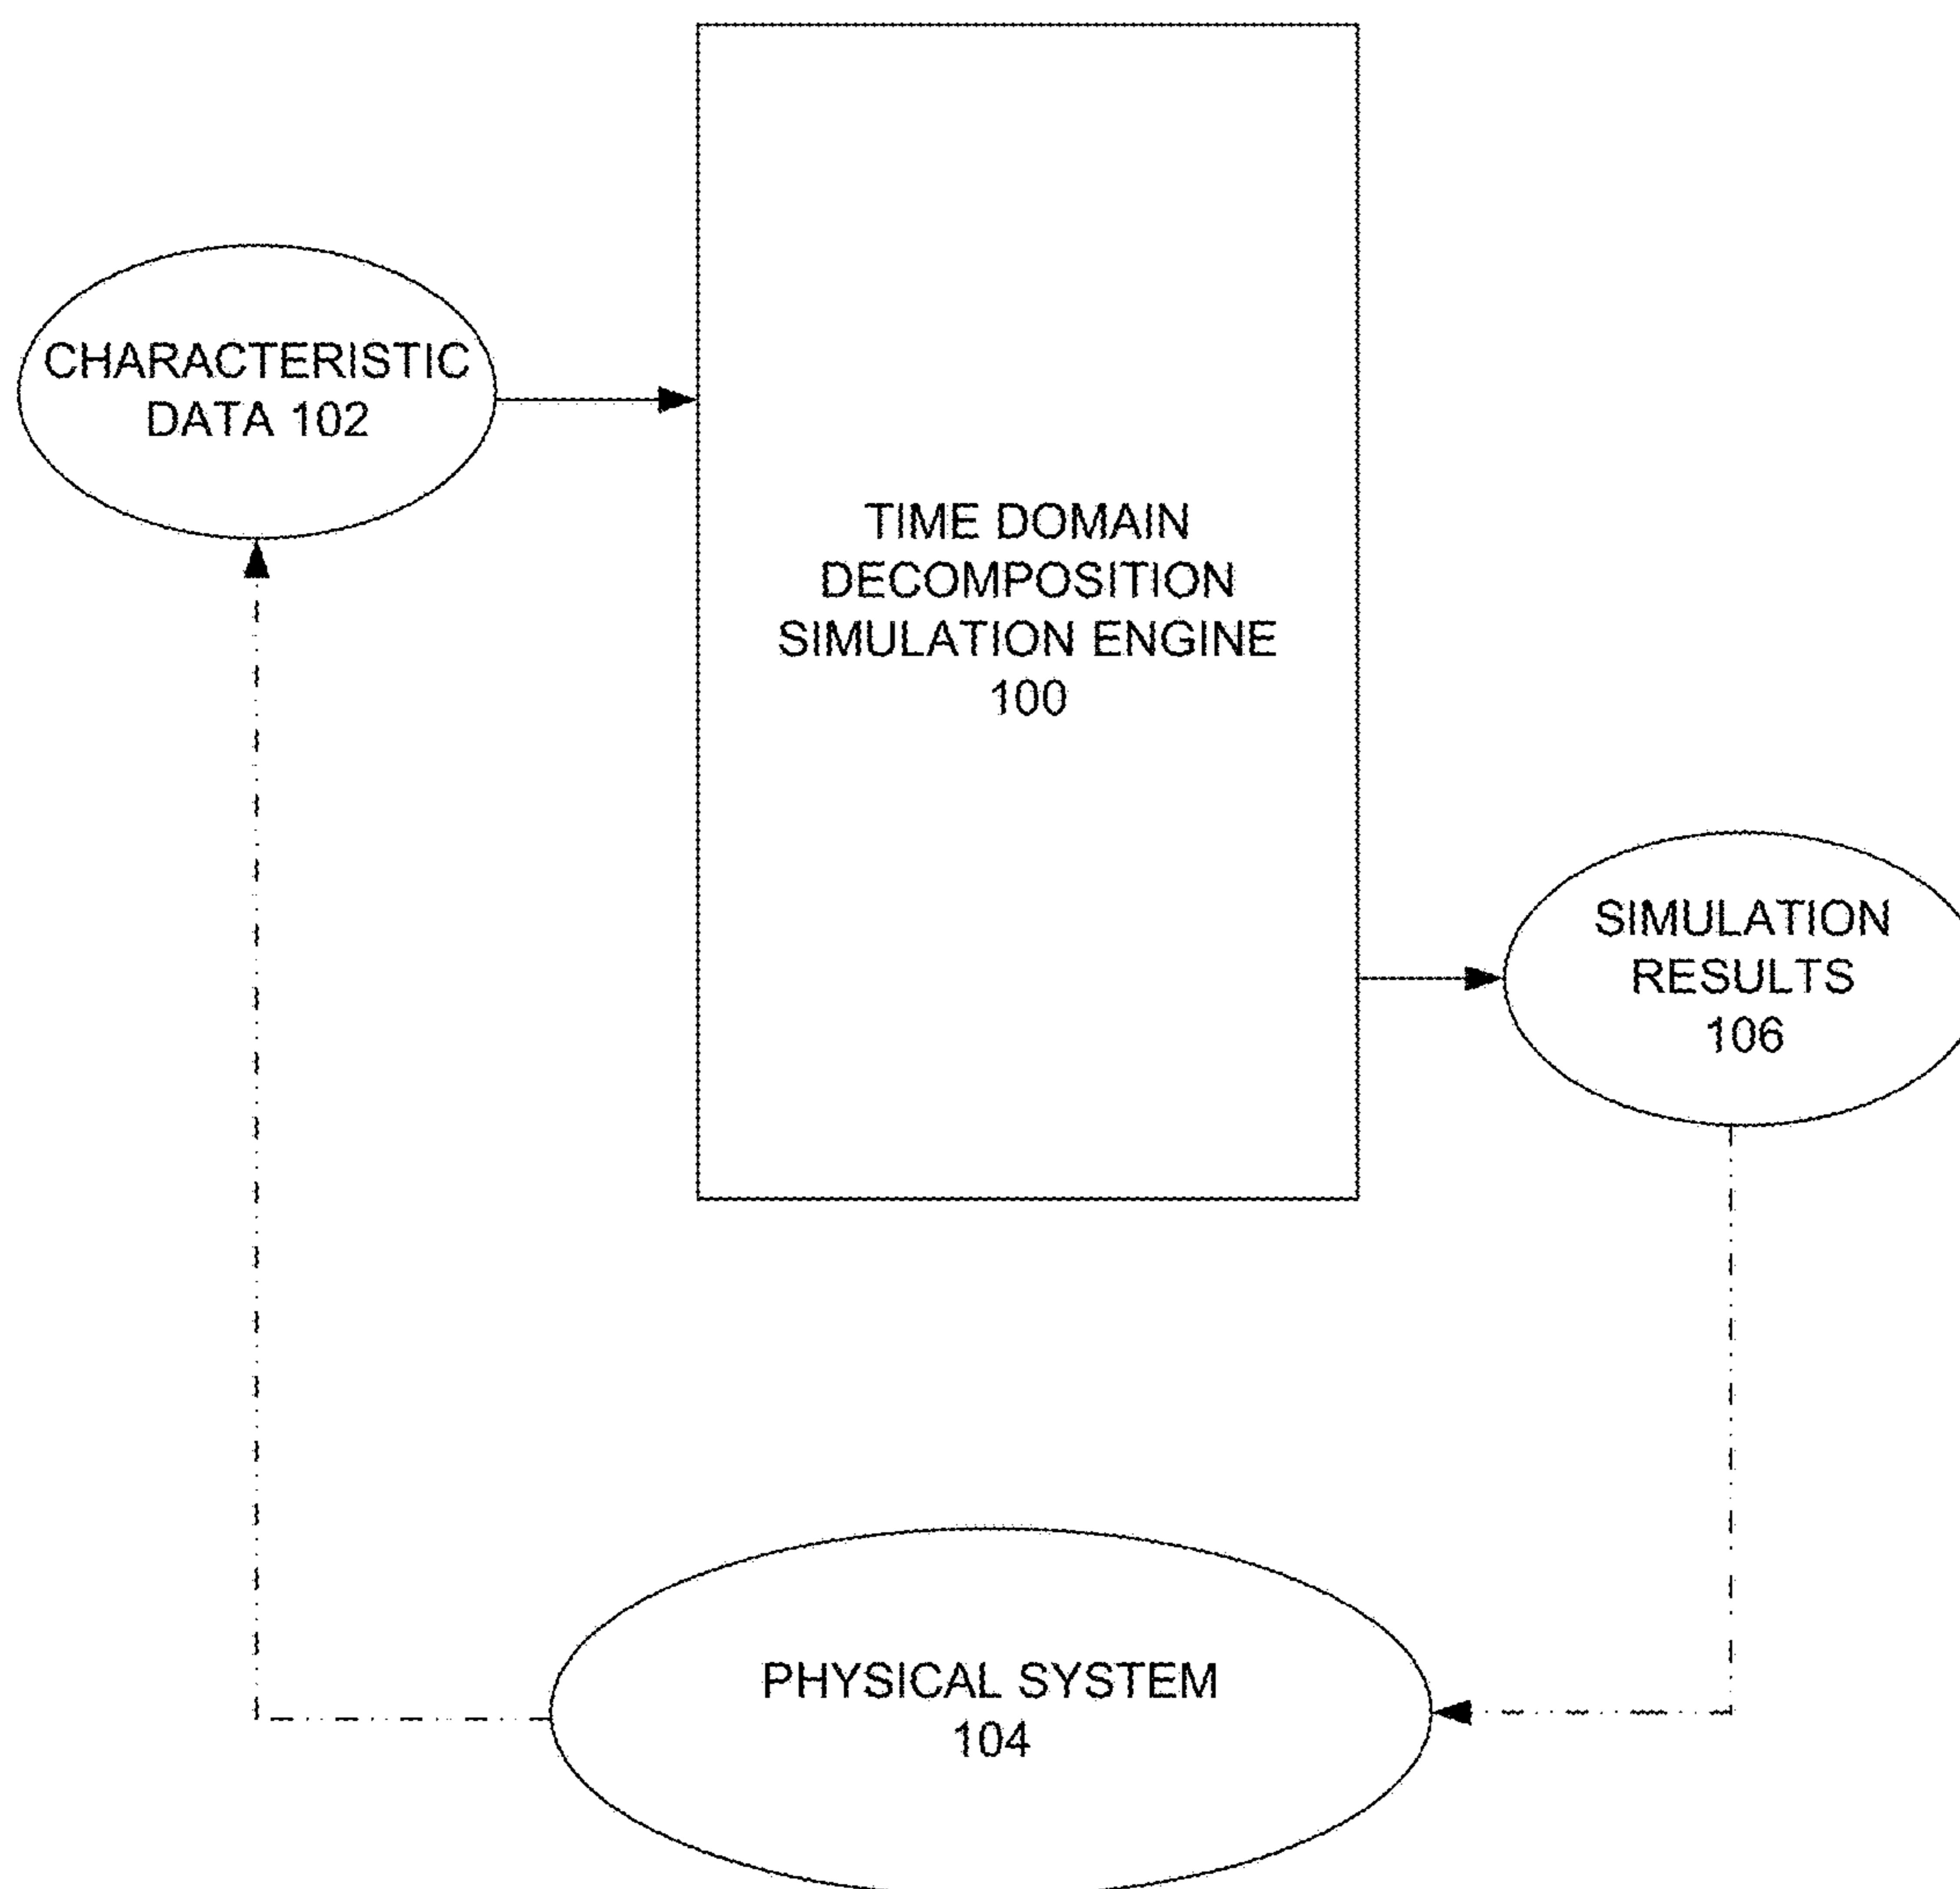 CHARACTERISTIC
DATA 102
TIME DOMAIN
DECOMPOSITION
SIMULATION ENGINE
100
SIMULATION
RESULTS
106
PHYSICAL SYSTEM
104